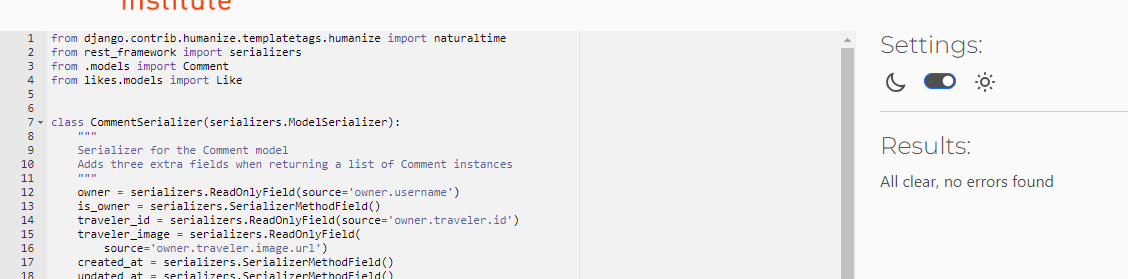 institute
1 from django.contrib.humanize.templatetags.humanize import naturaltime
2 from rest_framework import serializers
3 from .models import Comment
4 from likes.models import Like
5
6
7 class CommentSerializer(serializers.ModelSerializer):
8 """
9 Serializer for the Comment model
10 Adds three extra fields when returning a list of Comment instances
11 """
12 owner = serializers.ReadOnlyField(source='owner.username')
13 is_owner = serializers.SerializerMethodField()
14 traveler_id = serializers.ReadOnlyField(source='owner.traveler.id')
15 traveler_image = serializers.ReadOnlyField(
16 source='owner.traveler.image.url')
17 created_at = serializers.SerializerMethodField()
18 updated_at = serializers.SerializerMethodField()
Settings:
Results:
All clear, no errors found